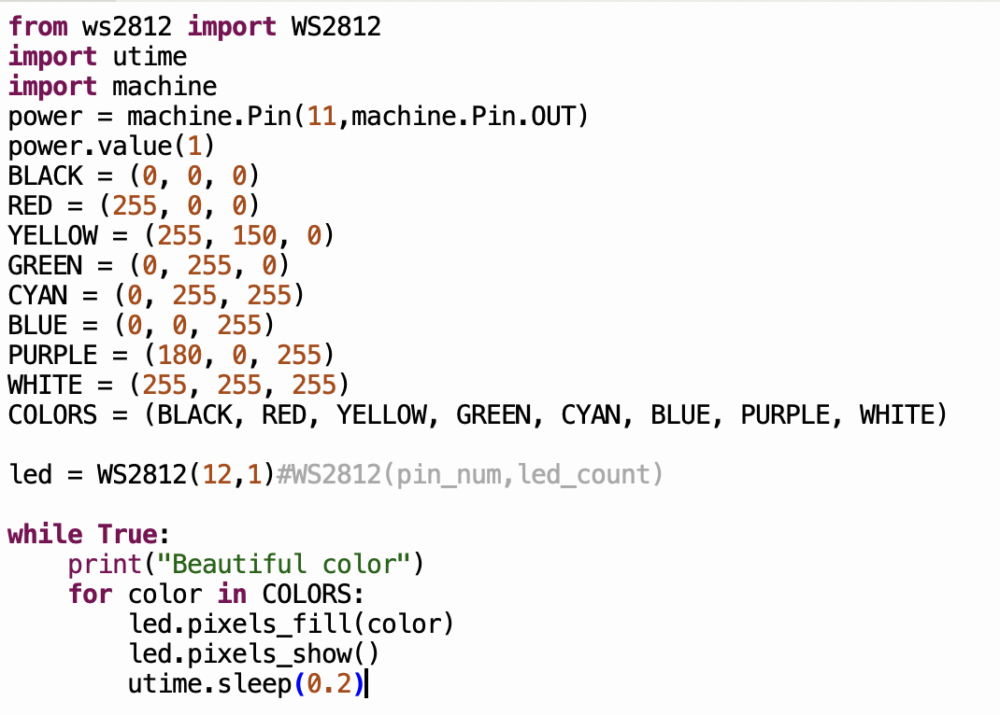 from ws2812 import WS2812
import utime
import machine
power = machine.Pin(11,machine.Pin.OUT)
power.value(1)
BLACK = (0, 0, 0)
RED = (255, 0, 0)
YELLOW = (255, 150, 0)
GREEN = (0, 255, 0)
CYAN = (0, 255, 255)
BLUE = (0, 0, 255)
PURPLE = (180, 0, 255)
WHITE = (255, 255, 255)
COLORS = (BLACK, RED, YELLOW, GREEN, CYAN, BLUE, PURPLE, WHITE)

led = WS2812(12,1)#WS2812(pin_num,led_count)

while True:
    print("Beautiful color")
    for color in COLORS:
        led.pixels_fill(color)
        led.pixels_show()
        utime.sleep(0.2)